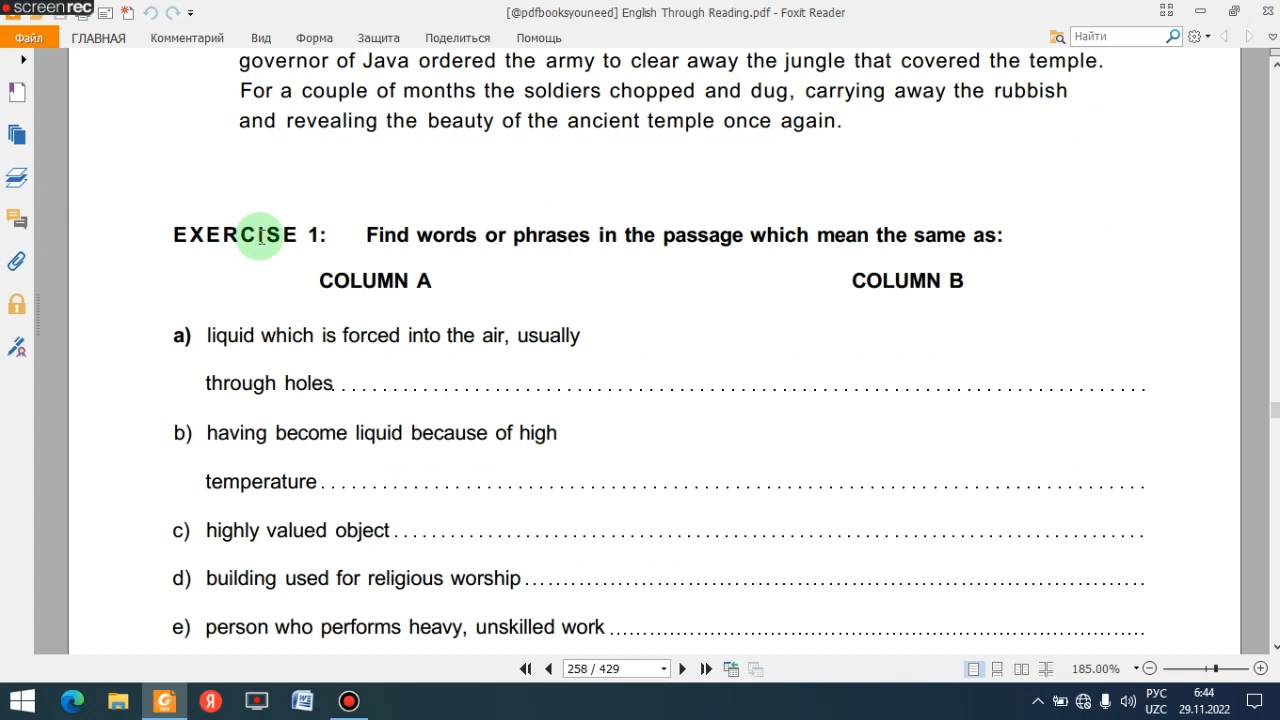 screenrec
[@pdfbooksyouneed] English Through Reading.pdf - Foxit Reader
Файл ГЛАВНАЯ Комментарий Вид Форма Защита Поделиться Помощь Найти
governor of Java ordered the army to clear away the jungle that covered the temple.
For a couple of months the soldiers chopped and dug, carrying away the rubbish
and revealing the beauty of the ancient temple once again.
EXERCISE 1: Find words or phrases in the passage which mean the same as:
COLUMN A COLUMN B
a) liquid which is forced into the air, usually
through holes
b) having become liquid because of high
temperature
c) highly valued object
d) building used for religious worship
e) person who performs heavy, unskilled work
258 / 429 185.00%
РУС 6:44
UZC 29.11.2022